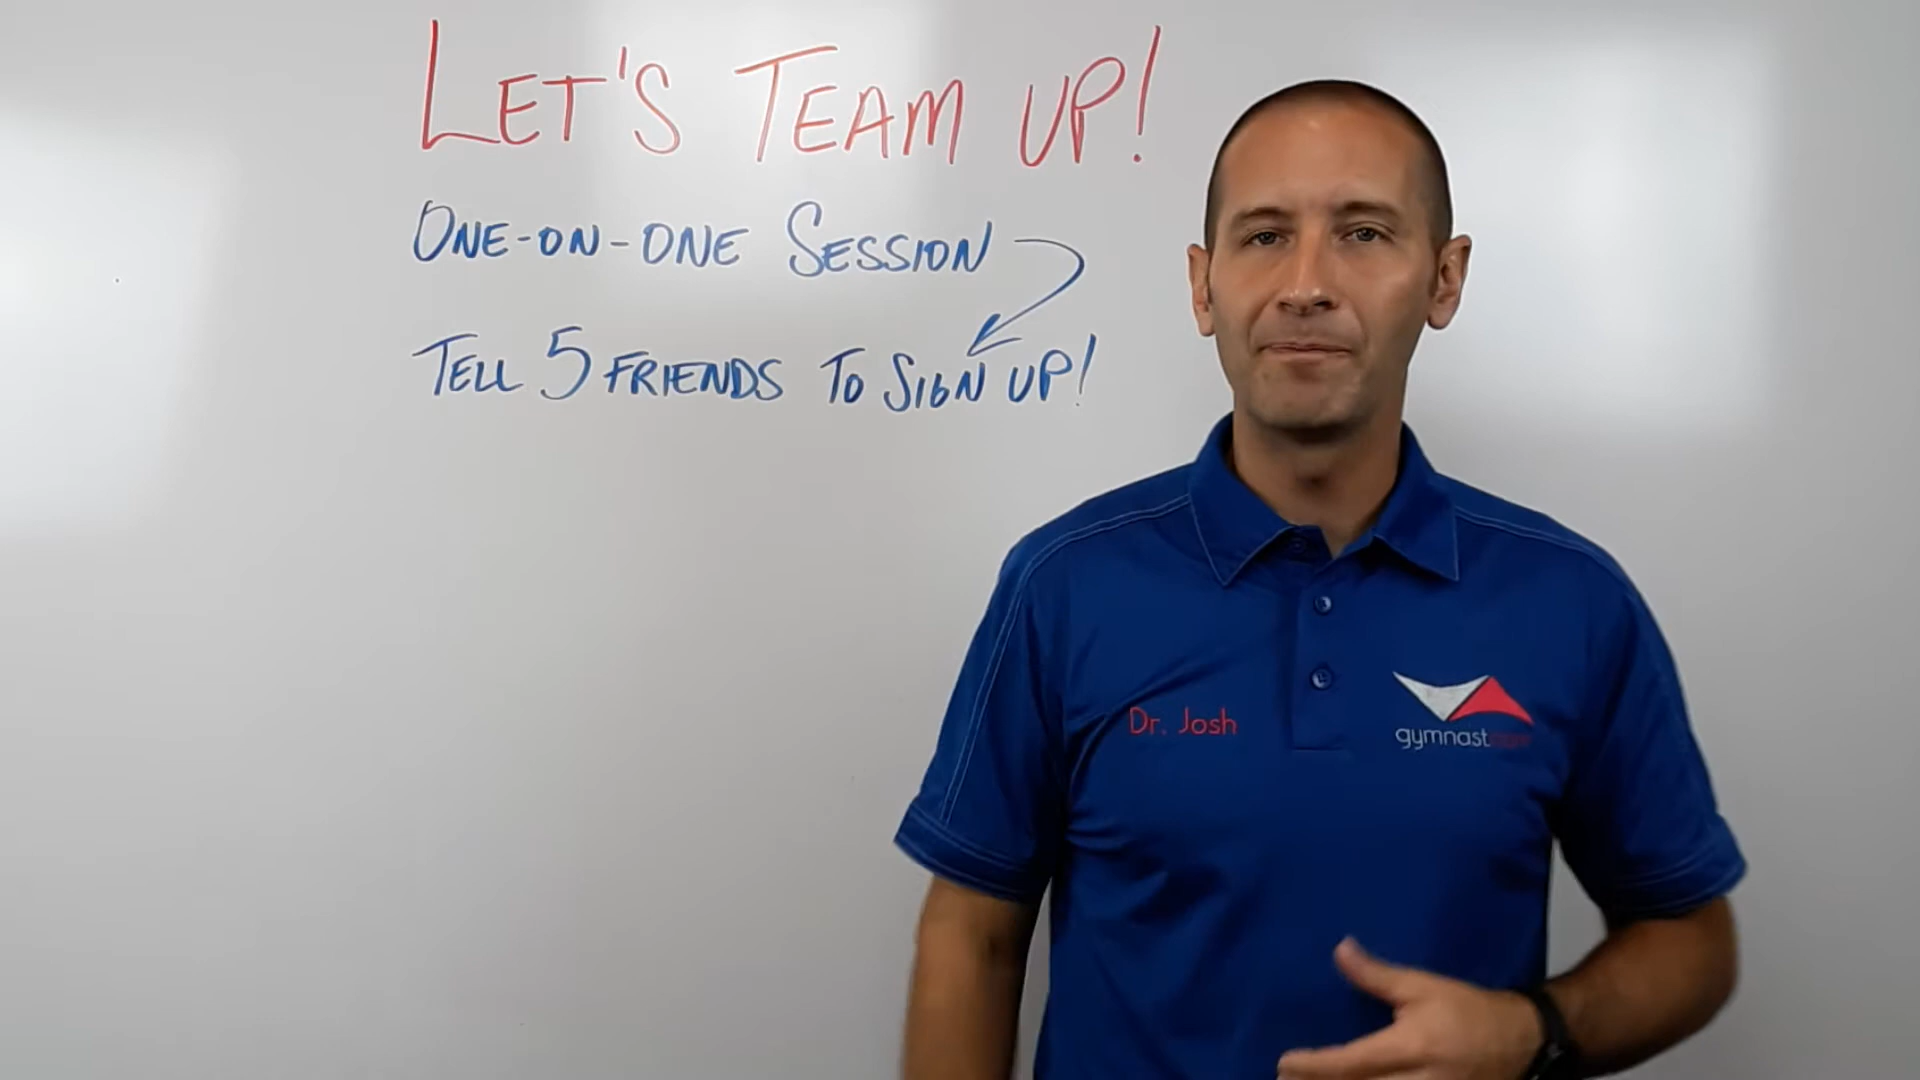 LET'S TEAM UP!
ONE-ON-ONE SESSION
TELL 5 FRIENDS TO SIGN UP!
Dr. Josh
gymnast